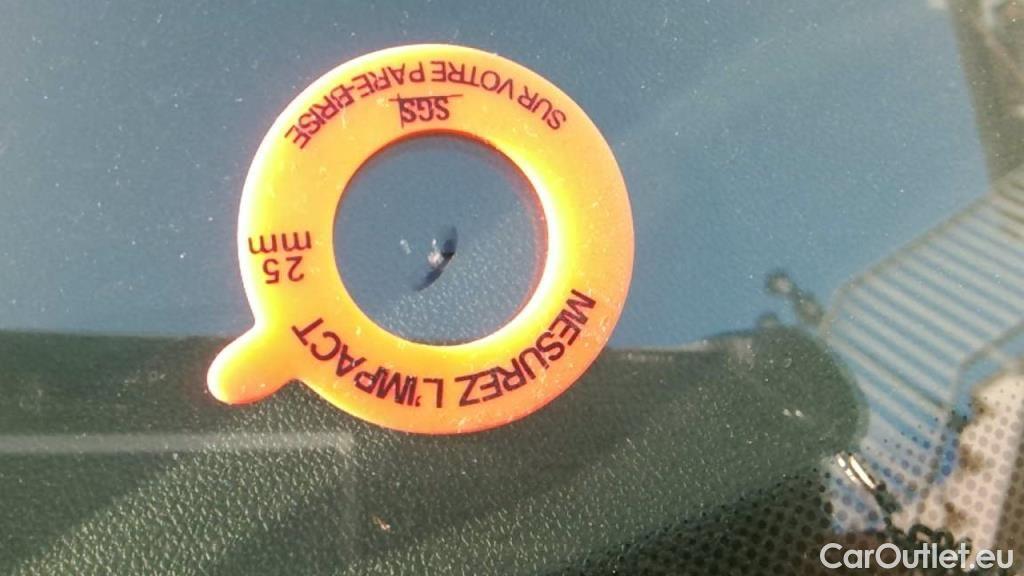 MESUREZ L'IMPACT
SUR VOTRE PARE-BRISE
SGS
25
mm
CarOutlet.eu